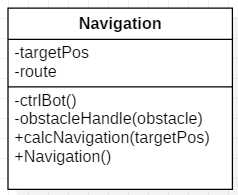 Navigation
-targetPos
-route
-ctrlBot()
-obstacleHandle(obstacle)
+calcNavigation(targetPos)
+Navigation()